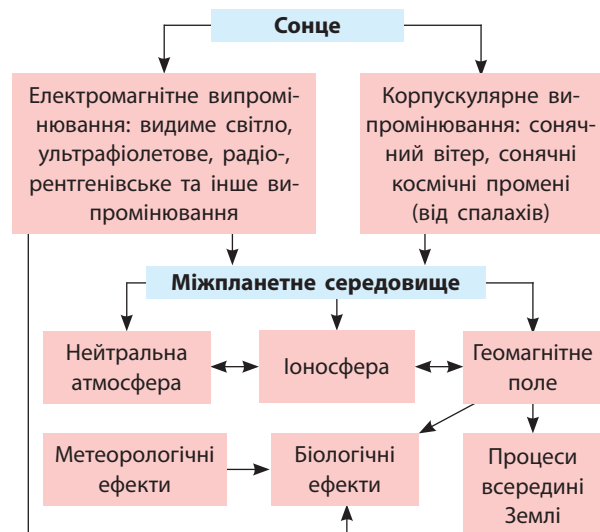 Сонце
Електромагнітне випромі-
нювання: видиме світло,
ультрафіолетове, радіо-,
рентгенівське та інше ви-
промінювання
Корпускулярне ви-
промінювання: соняч-
ний вітер, сонячні
космічні промені
(від спалахів)
Міжпланетне середовище
Нейтральна
атмосфера
Іоносфера
Геомагнітне
поле
Метеорологічні
ефекти
Біологічні
ефекти
Процеси
всередині
Землі